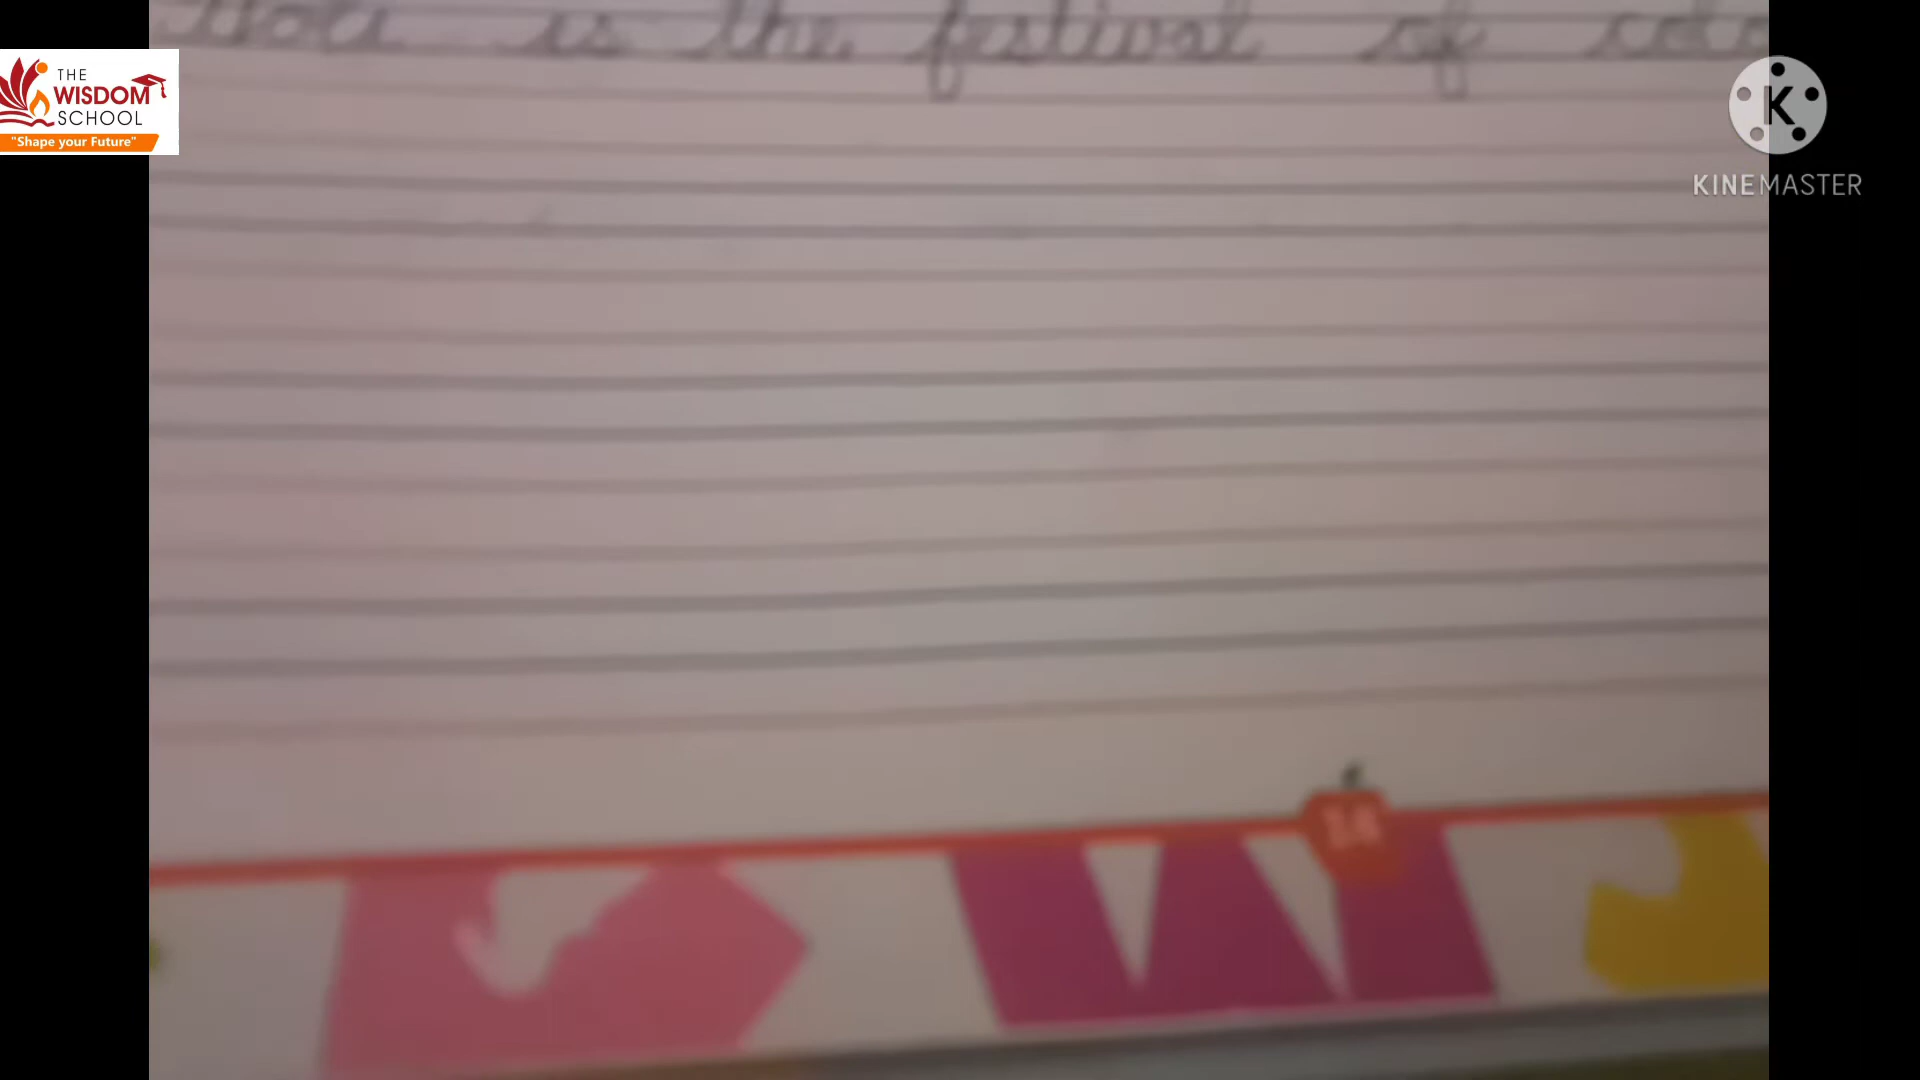 is the festival of
THE
WISDOM
SCHOOL
"Shape your Future"
K
KINEMASTER